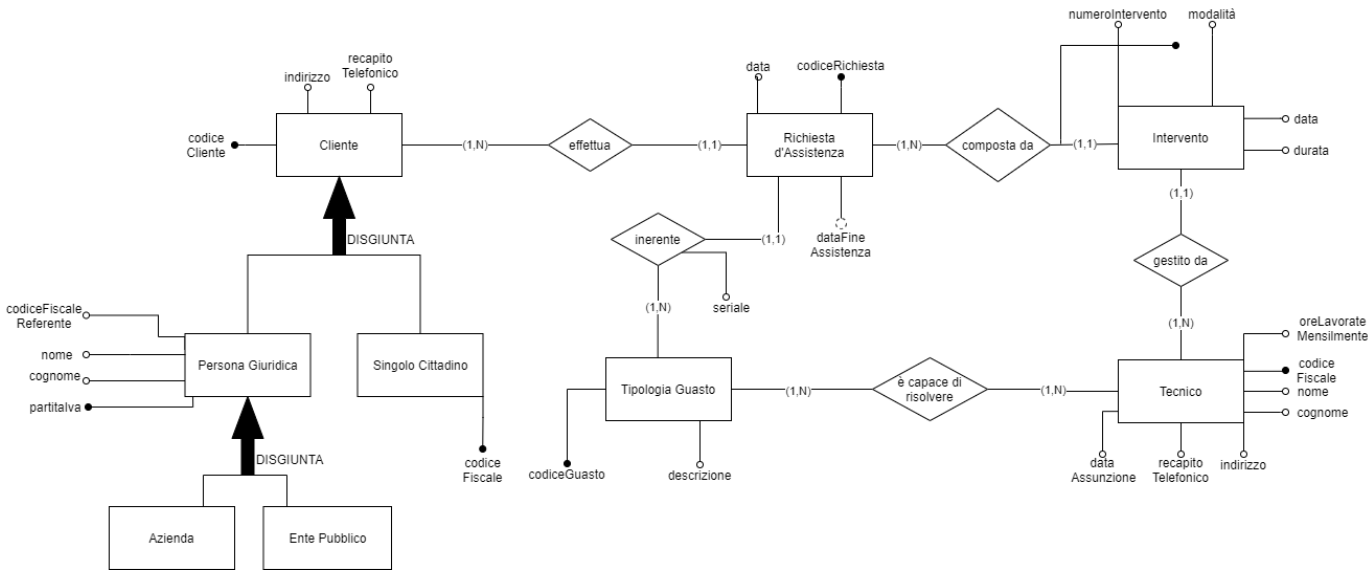 numeroIntervento
modalità
recapito
Telefonico
indirizzo
data
codiceRichiesta
codice
Cliente
Cliente
(1,N)
effettua
(1,1)
Richiesta
d'Assistenza
(1,N)
composta da
(1,1)
Intervento
data
durata
(1,1)
DISGIUNTA
inerente
(1,1)
dataFine
Assistenza
gestito da
seriale
(1,N)
(1,N)
codiceFiscale
Referente
nome
cognome
partitaIva
Persona Giuridica
Singolo Cittadino
Tipologia Guasto
(1,N)
è capace di
risolvere
(1,N)
Tecnico
oreLavorate
Mensilmente
codice
Fiscale
nome
cognome
DISGIUNTA
codice
Fiscale
codiceGuasto
descrizione
data
Assunzione
recapito
Telefonico
indirizzo
Azienda
Ente Pubblico